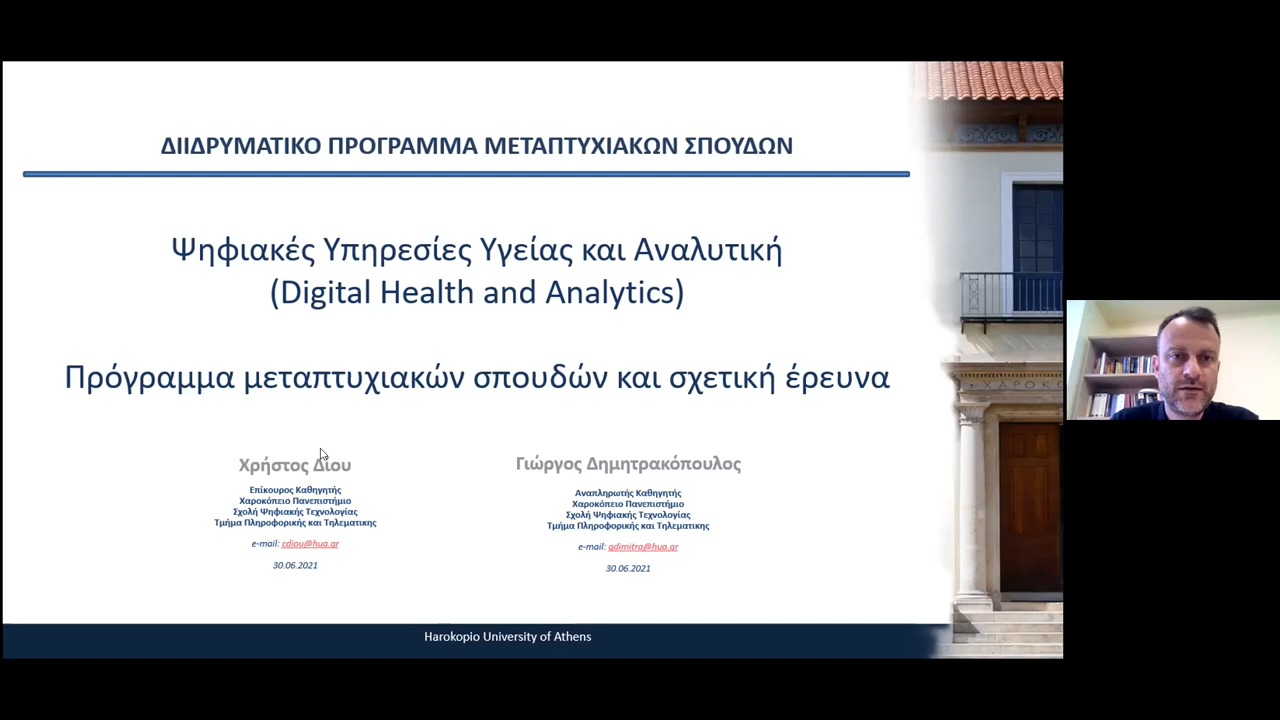 ΔΙΙΔΡΥΜΑΤΙΚΟ ΠΡΟΓΡΑΜΜΑ ΜΕΤΑΠΤΥΧΙΑΚΩΝ ΣΠΟΥΔΩΝ
Ψηφιακές Υπηρεσίες Υγείας και Αναλυτική
(Digital Health and Analytics)
Πρόγραμμα μεταπτυχιακών σπουδών και σχετική έρευνα
Χρήστος Δίου
Επίκουρος Καθηγητής
Χαροκόπειο Πανεπιστήμιο
Σχολή Ψηφιακής Τεχνολογίας
Τμήμα Πληροφορικής και Τηλεματικης
e-mail: cdiou@hua.gr
30.06.2021
Γιώργος Δημητρακόπουλος
Αναπληρωτής Καθηγητής
Χαροκόπειο Πανεπιστήμιο
Σχολή Ψηφιακής Τεχνολογίας
Τμήμα Πληροφορικής και Τηλεματικης
e-mail: gdimitra@hua.gr
30.06.2021
ΧΑΡΟΚΟ
Harokopio University of Athens